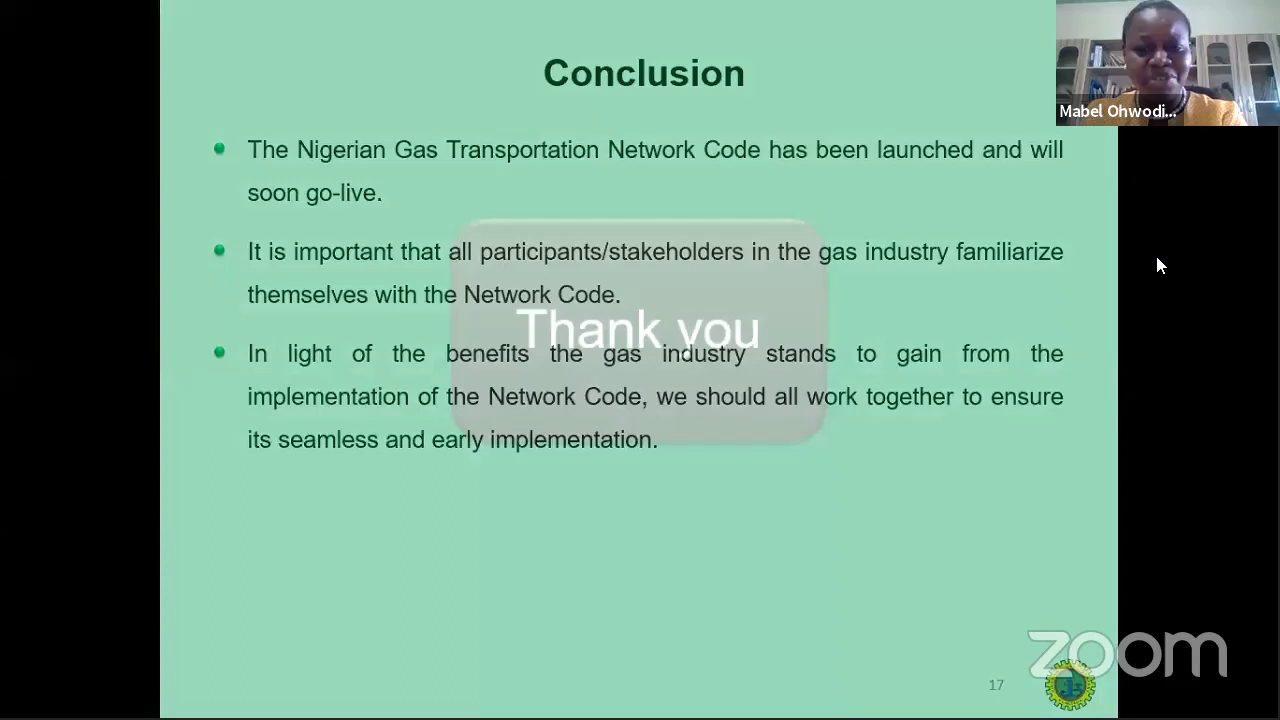 Conclusion
Mabel Ohwodi...
The Nigerian Gas Transportation Network Code has been launched and will
soon go-live.
It is important that all participants/stakeholders in the gas industry familiarize
themselves with the Network Code.
Thank you
In light of the benefits the gas industry stands to gain from the
implementation of the Network Code, we should all work together to ensure
its seamless and early implementation.
zoom
17